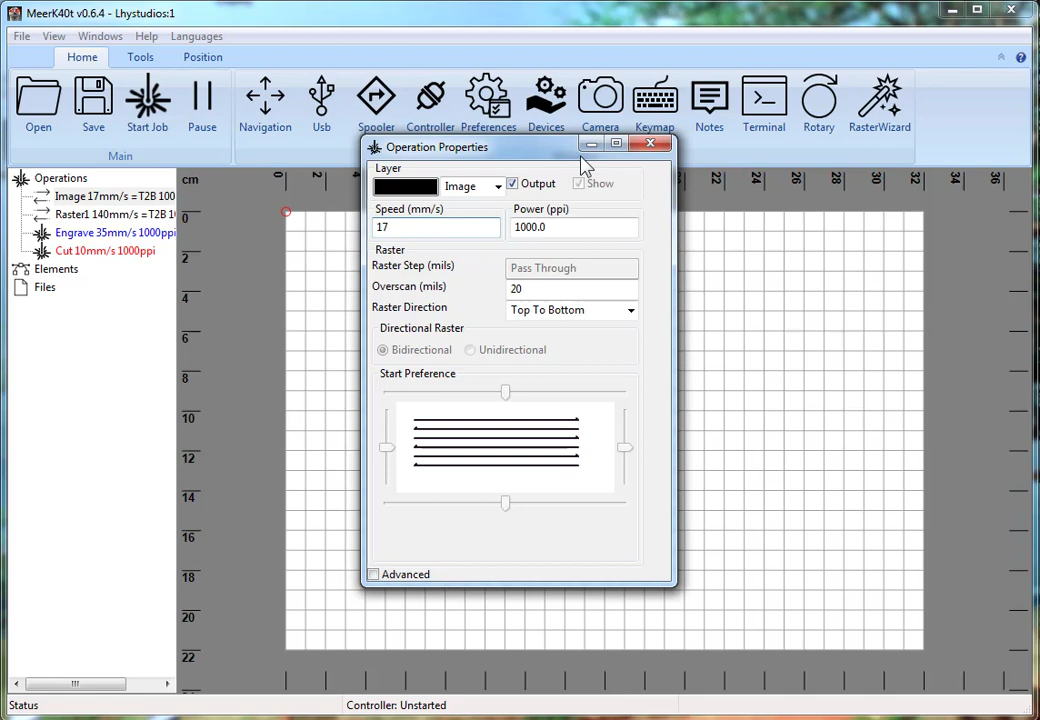 MeerK40t v0.6.4 - Lhystudios:1
File View Windows Help Languages
Home Tools Position
Open Save Start Job Pause Navigation Usb Spooler Controller Preferences Devices Camera Keymap Notes Terminal Rotary RasterWizard
Main
Operation Properties
Layer
Image Output Show
Speed (mm/s) Power (ppi)
17 1000.0
Raster
Raster Step (mils) Pass Through
Overscan (mils) 20
Raster Direction Top To Bottom
Directional Raster
Bidirectional Unidirectional
Start Preference
Advanced
Operations
Image 17mm/s =T2B 100
Raster1 140mm/s =T2B 1
Engrave 35mm/s 1000ppi
Cut 10mm/s 1000ppi
Elements
Files
cm 0 2 22 24 26 28 30 32 34 36
0
2
4
6
8
10
12
14
16
18
20
22
Status Controller: Unstarted